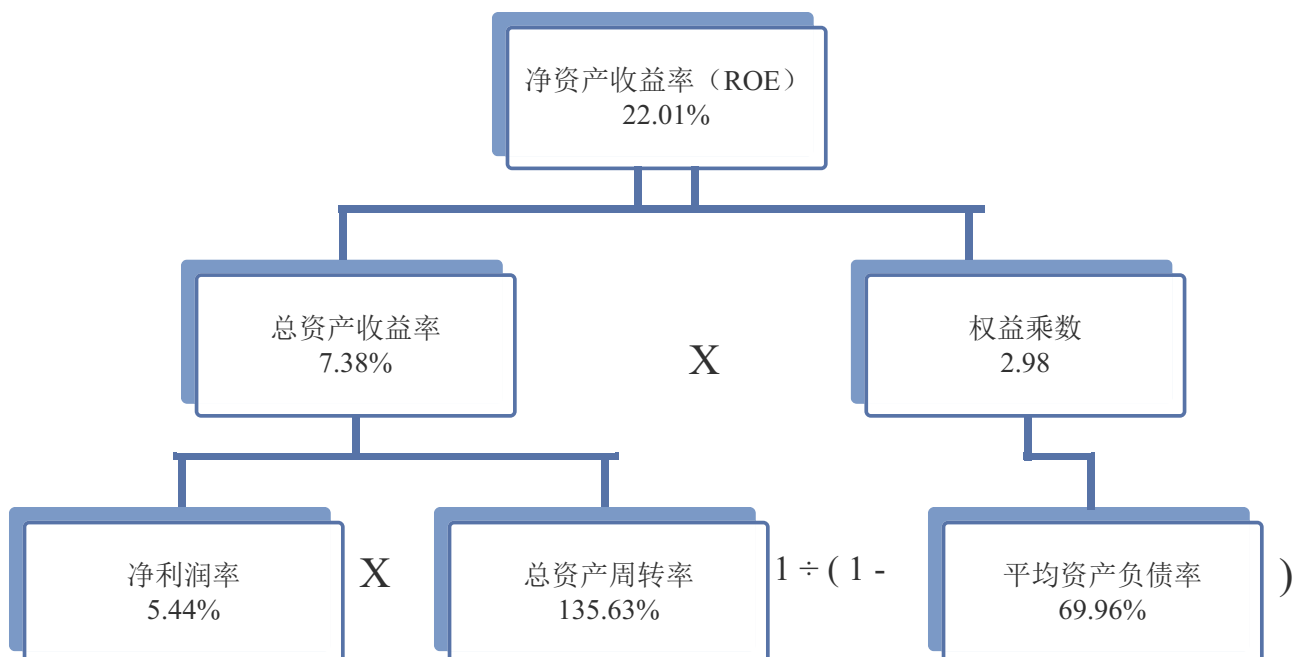 净资产收益率（ROE）
22.01%
总资产收益率
7.38%
X
权益乘数
2.98
净利润率
5.44%
X
总资产周转率
135.63%
1 ÷ ( 1 -
平均资产负债率
69.96%
)